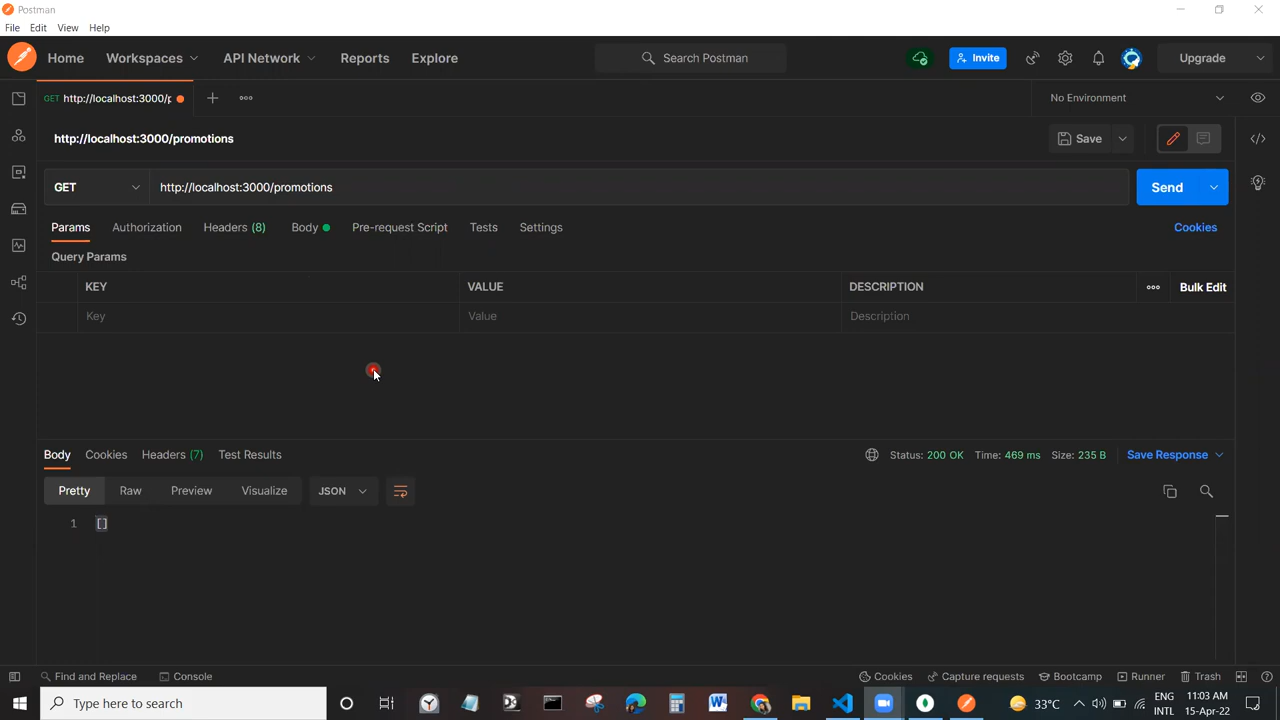 Postman
File Edit View Help
Home Workspaces API Network Reports Explore Search Postman Invite Upgrade
GET http://localhost:3000/p No Environment
http://localhost:3000/promotions Save
GET http://localhost:3000/promotions Send
Params Authorization Headers (8) Body Pre-request Script Tests Settings Cookies
Query Params
KEY VALUE DESCRIPTION Bulk Edit
Key Value Description
Body Cookies Headers (7) Test Results Status: 200 OK Time: 469 ms Size: 235 B Save Response
Pretty Raw Preview Visualize JSON
1 []
Find and Replace Console Cookies Capture requests Bootcamp Runner Trash
Type here to search 33°C ENG INTL 11:03 AM 15-Apr-22